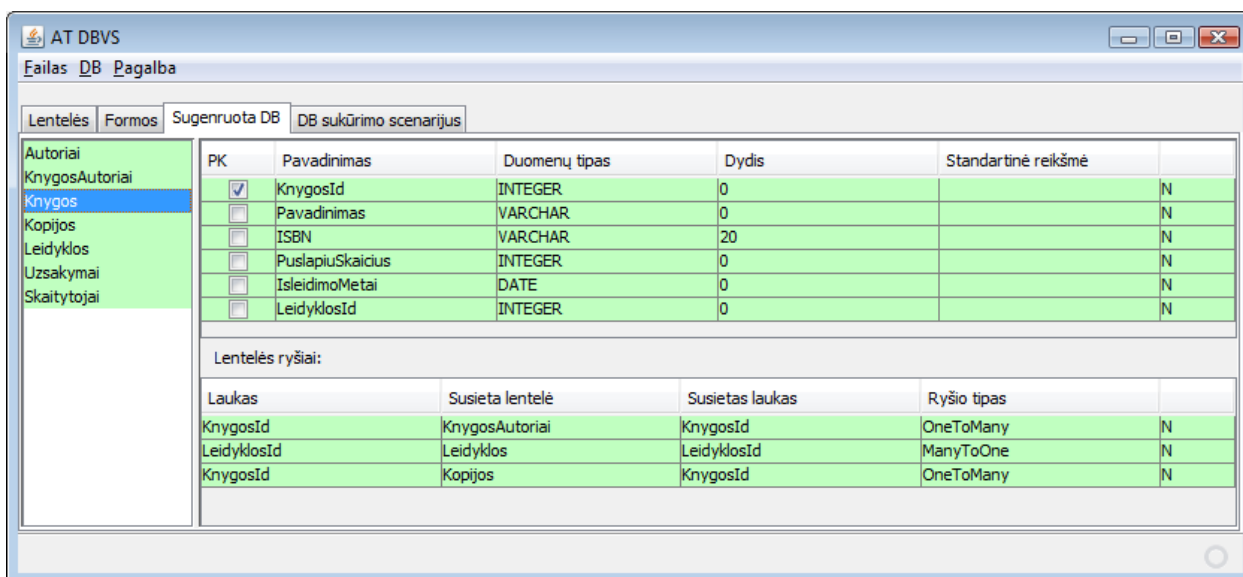 AT DBVS
Failas DB Pagalba
Lentelės Formos Sugenruota DB DB sukūrimo scenarijus
Autoriai
KnygosAutoriai
Knygos
Kopijos
Leidyklos
Uzsakymai
Skaitytojai
PK Pavadinimas Duomenų tipas Dydis Standartinė reikšmė
KnygosId INTEGER 0 N
Pavadinimas VARCHAR 0 N
ISBN VARCHAR 20 N
PuslapiuSkaicius INTEGER 0 N
IsleidimoMetai DATE 0 N
LeidyklosId INTEGER 0 N
Lentelės ryšiai:
Laukas Susieta lentelė Susietas laukas Ryšio tipas
KnygosId KnygosAutoriai KnygosId OneToMany N
LeidyklosId Leidyklos LeidyklosId ManyToOne N
KnygosId Kopijos KnygosId OneToMany N